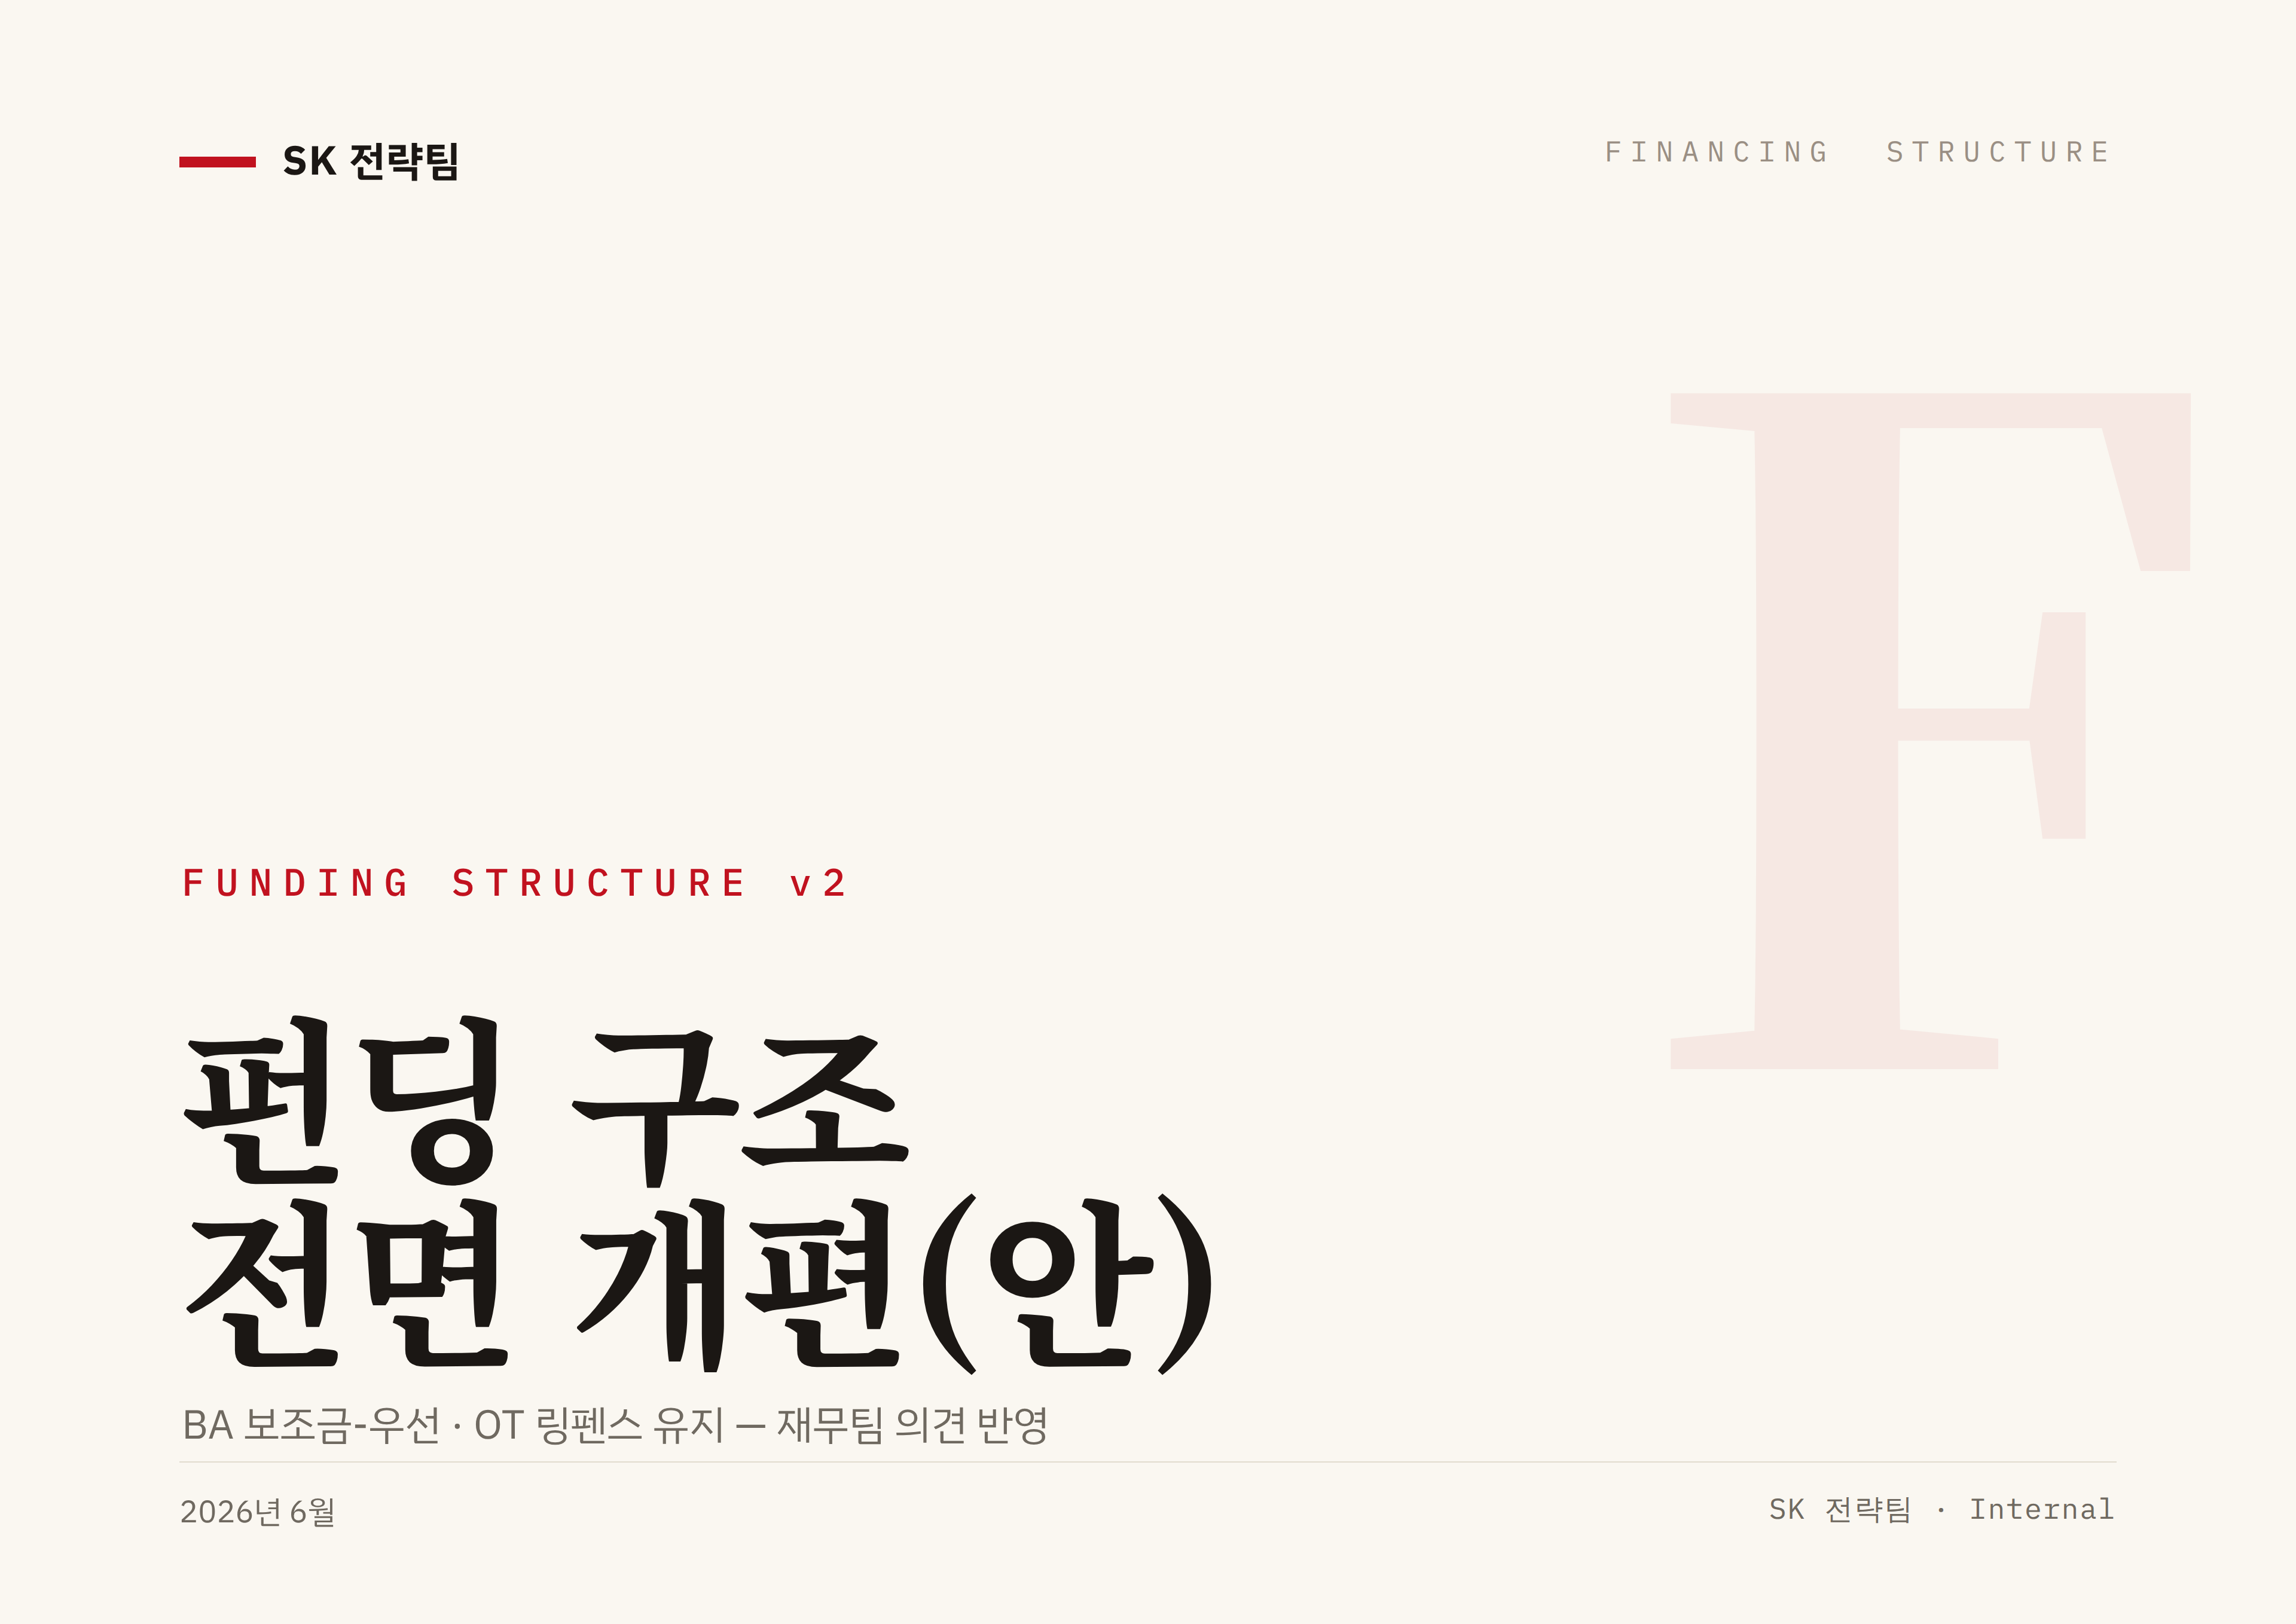 SK 전략팀
FINANCING STRUCTURE
F
FUNDING STRUCTURE v2
펀딩 구조
전면 개편(안)
BA 보조금-우선 · OT 링펜스 유지 — 재무팀 의견 반영
2026년 6월
SK 전략팀 · Internal